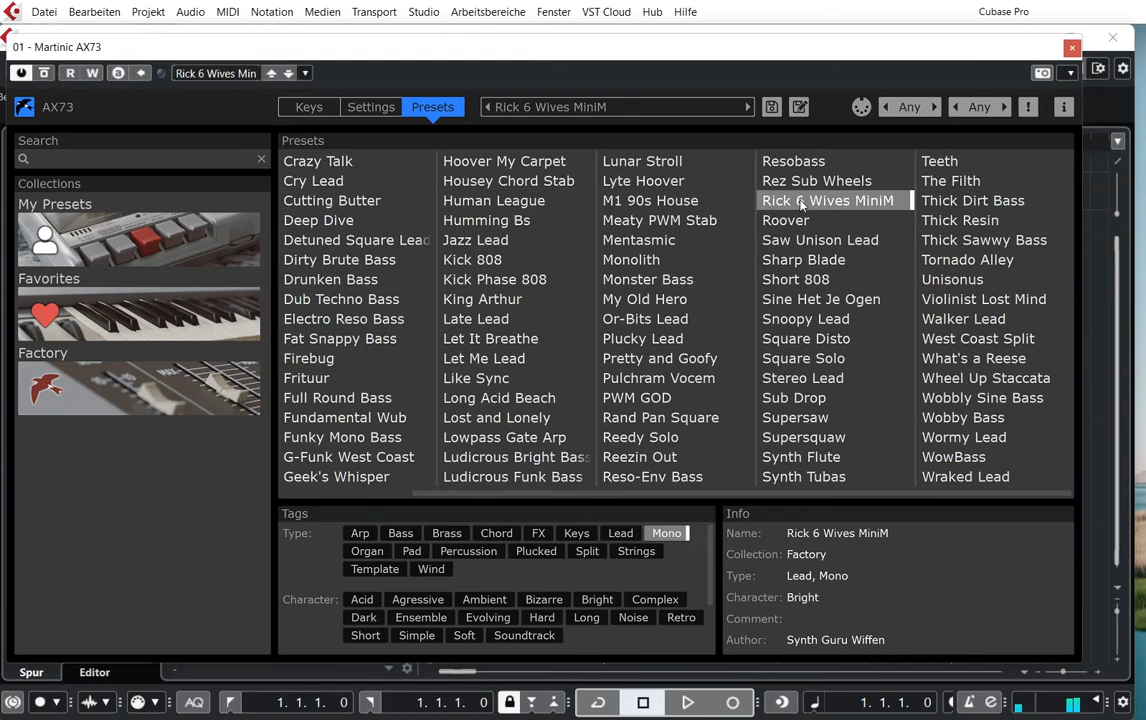 Datei Bearbeiten Projekt Audio MIDI Notation Medien Transport Studio Arbeitsbereiche Fenster VST Cloud Hub Hilfe Cubase Pro
01 - Martinic AX73
R W a Rick 6 Wives Min
AX73 Keys Settings Presets Rick 6 Wives MiniM Any Any ! i
Search
Collections
My Presets
Favorites
Factory
Presets
Crazy Talk
Cry Lead
Cutting Butter
Deep Dive
Detuned Square Lead
Dirty Brute Bass
Drunken Bass
Dub Techno Bass
Electro Reso Bass
Fat Snappy Bass
Firebug
Frituur
Full Round Bass
Fundamental Wub
Funky Mono Bass
G-Funk West Coast
Geek's Whisper
Hoover My Carpet
Housey Chord Stab
Human League
Humming Bs
Jazz Lead
Kick 808
Kick Phase 808
King Arthur
Late Lead
Let It Breathe
Let Me Lead
Like Sync
Long Acid Beach
Lost and Lonely
Lowpass Gate Arp
Ludicrous Bright Bass
Ludicrous Funk Bass
Lunar Stroll
Lyte Hoover
M1 90s House
Meaty PWM Stab
Mentasmic
Monolith
Monster Bass
My Old Hero
Or-Bits Lead
Plucky Lead
Pretty and Goofy
Pulchram Vocem
PWM GOD
Rand Pan Square
Reedy Solo
Reezin Out
Reso-Env Bass
Resobass
Rez Sub Wheels
Rick 6 Wives MiniM
Roover
Saw Unison Lead
Sharp Blade
Short 808
Sine Het Je Ogen
Snoopy Lead
Square Disto
Square Solo
Stereo Lead
Sub Drop
Supersaw
Supersquaw
Synth Flute
Synth Tubas
Teeth
The Filth
Thick Dirt Bass
Thick Resin
Thick Sawwy Bass
Tornado Alley
Unisonus
Violinist Lost Mind
Walker Lead
West Coast Split
What's a Reese
Wheel Up Staccata
Wobbly Sine Bass
Wobby Bass
Wormy Lead
WowBass
Wraked Lead
Tags
Type: Arp Bass Brass Chord FX Keys Lead Mono
Organ Pad Percussion Plucked Split Strings
Template Wind
Character: Acid Agressive Ambient Bizarre Bright Complex
Dark Ensemble Evolving Hard Long Noise Retro
Short Simple Soft Soundtrack
Info
Name: Rick 6 Wives MiniM
Collection: Factory
Type: Lead, Mono
Character: Bright
Comment:
Author: Synth Guru Wiffen
Spur Editor
AQ 1. 1. 1. 0 1. 1. 1. 0 1. 1. 1. 0